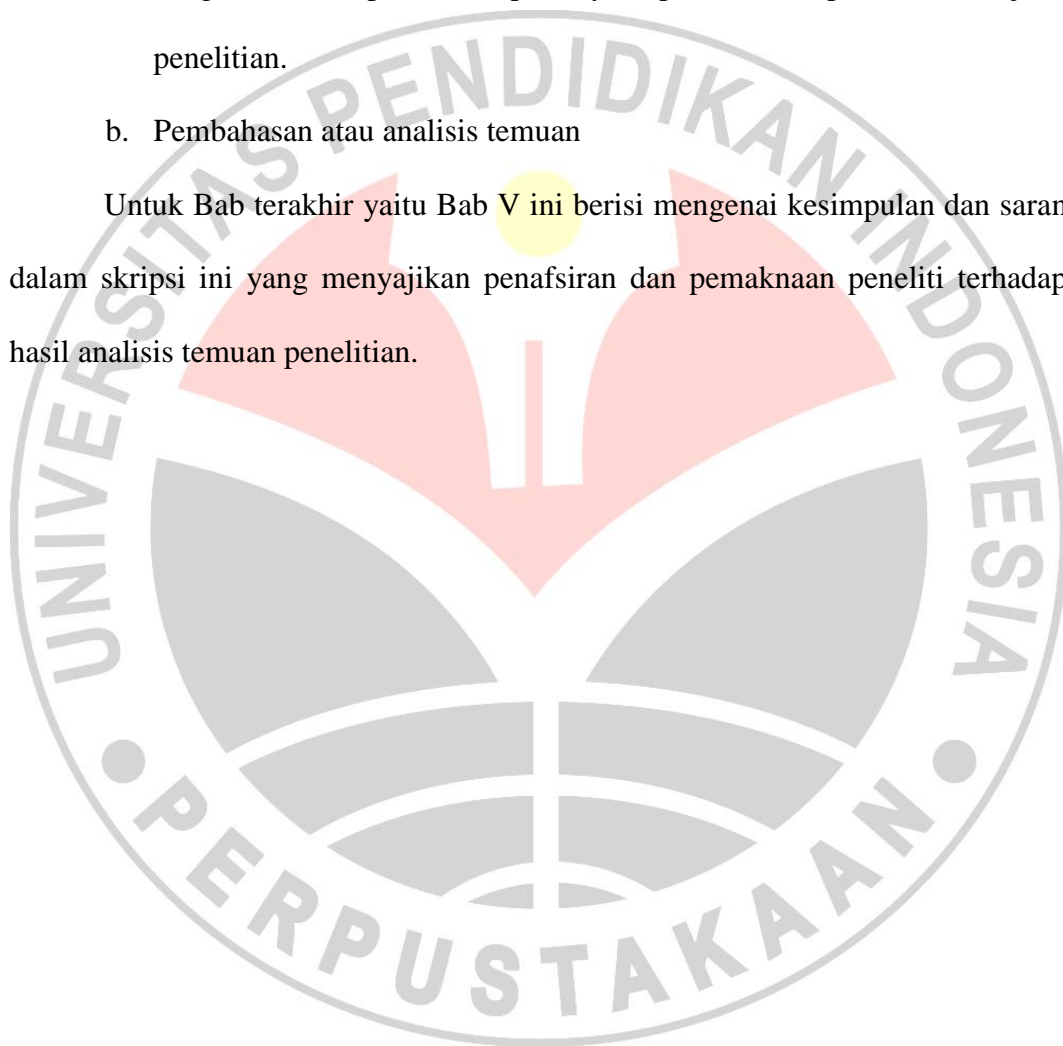 penelitian.
b. Pembahasan atau analisis temuan
Untuk Bab terakhir yaitu Bab V ini berisi mengenai kesimpulan dan saran
dalam skripsi ini yang menyajikan penafsiran dan pemaknaan peneliti terhadap
hasil analisis temuan penelitian.
UNIVERSITAS PENDIDIKAN INDONESIA
PERPUSTAKAAN